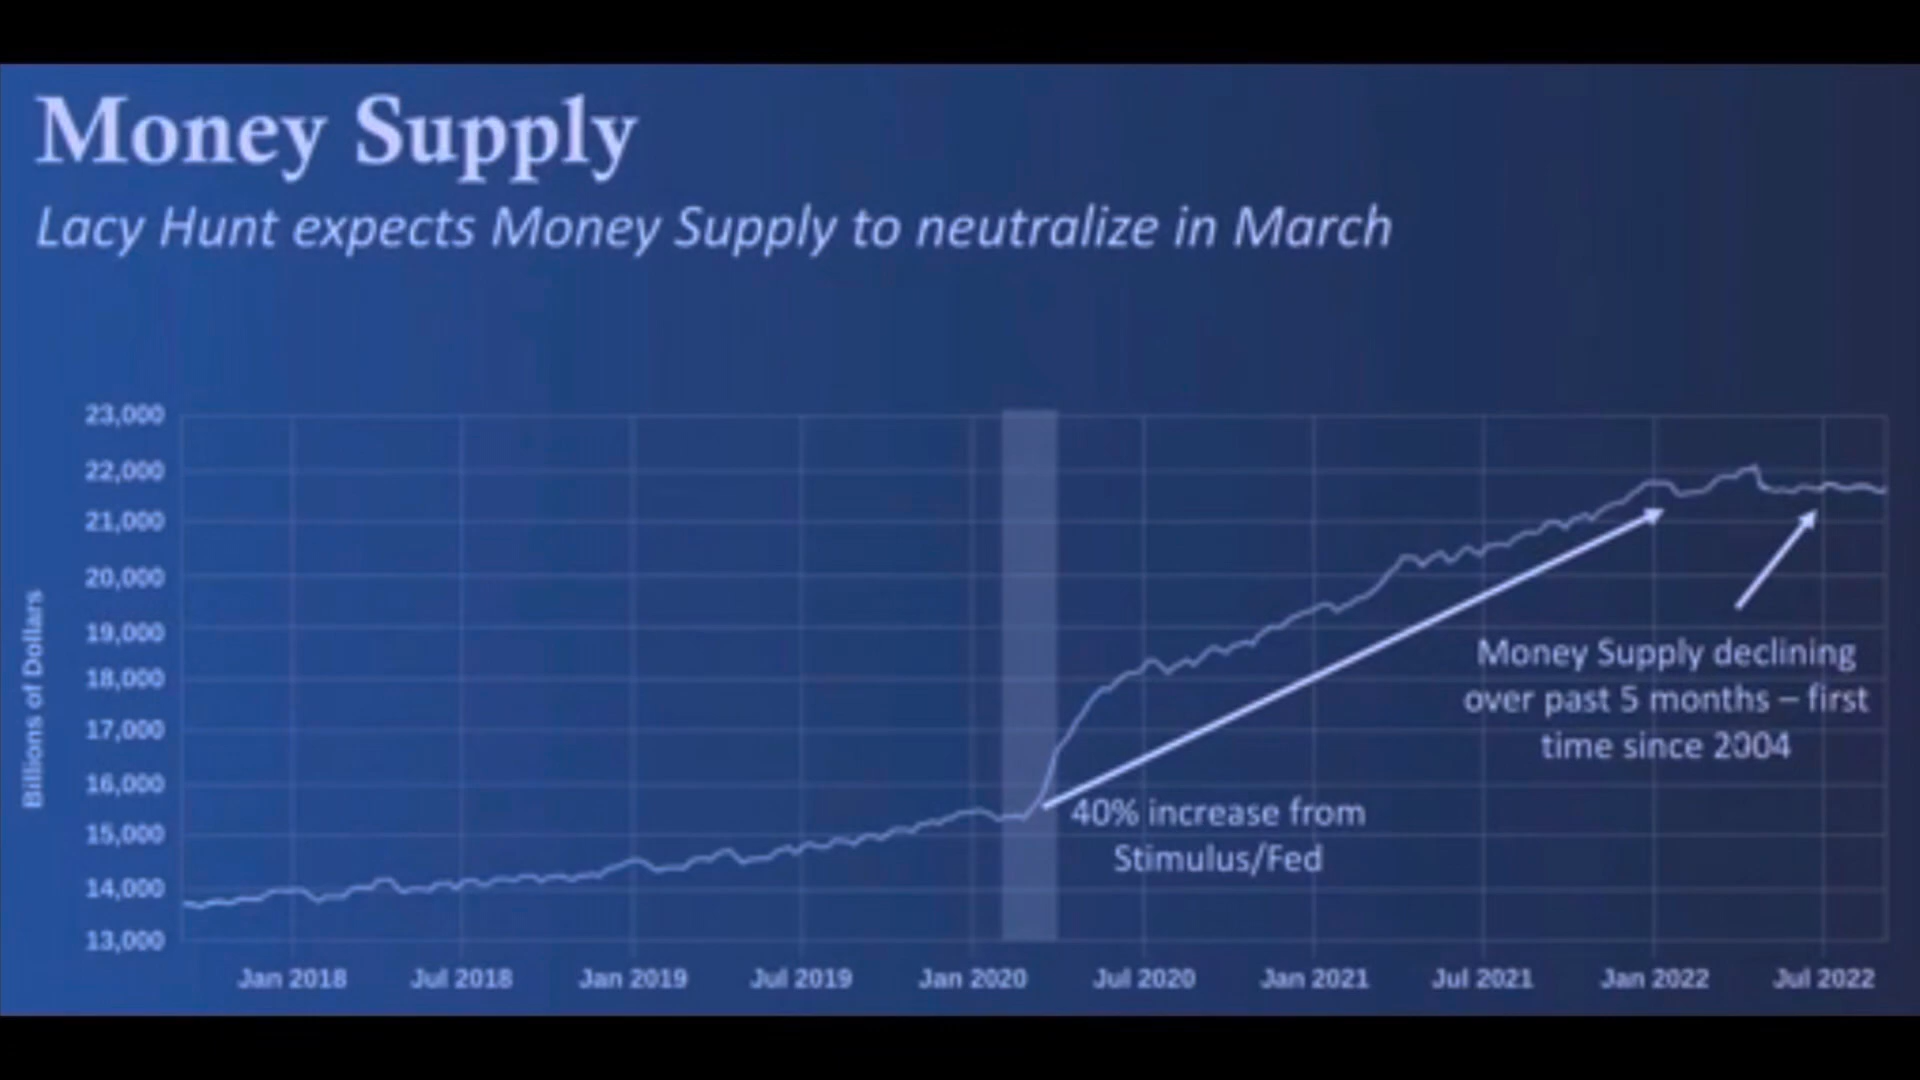 Money Supply
Lacy Hunt expects Money Supply to neutralize in March
23,000
22,000
21,000
20,000
19,000
18,000
17,000
16,000
15,000
14,000
13,000
Billions of Dollars
Money Supply declining
over past 5 months – first
time since 2004
40% increase from
Stimulus/Fed
Jan 2018 Jul 2018 Jan 2019 Jul 2019 Jan 2020 Jul 2020 Jan 2021 Jul 2021 Jan 2022 Jul 2022